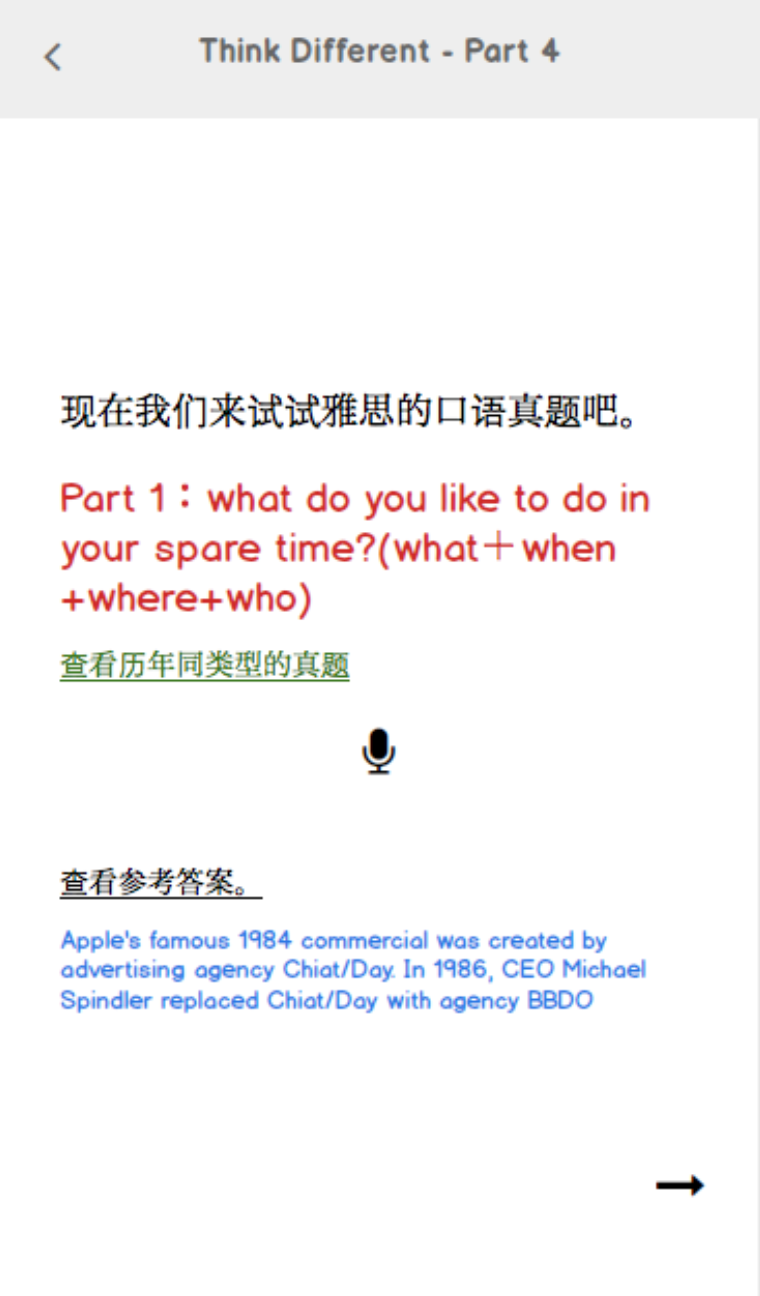 Think Different - Part 4
现在我们来试试雅思的口语真题吧。
Part 1：what do you like to do in
your spare time?(what＋when
+where+who)
查看历年同类型的真题
查看参考答案。
Apple's famous 1984 commercial was created by
advertising agency Chiat/Day. In 1986, CEO Michael
Spindler replaced Chiat/Day with agency BBDO